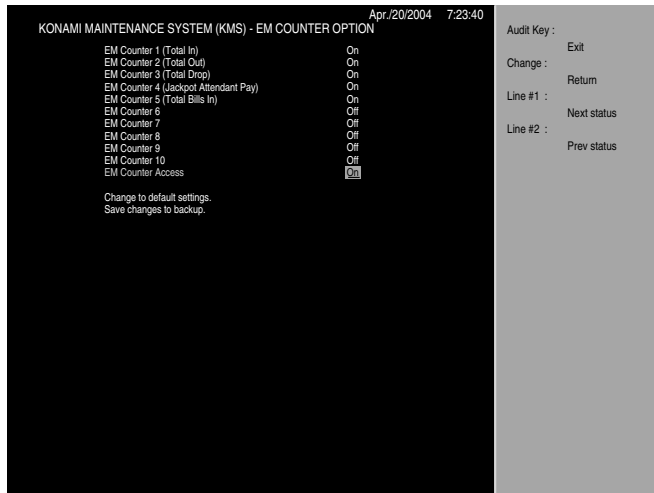 Apr./20/2004 7:23:40
KONAMI MAINTENANCE SYSTEM (KMS) - EM COUNTER OPTION
EM Counter 1 (Total In) On
EM Counter 2 (Total Out) On
EM Counter 3 (Total Drop) On
EM Counter 4 (Jackpot Attendant Pay) On
EM Counter 5 (Total Bills In) On
EM Counter 6 Off
EM Counter 7 Off
EM Counter 8 Off
EM Counter 9 Off
EM Counter 10 Off
EM Counter Access On
Change to default settings.
Save changes to backup.
Audit Key :
Exit
Change :
Return
Line #1 :
Next status
Line #2 :
Prev status